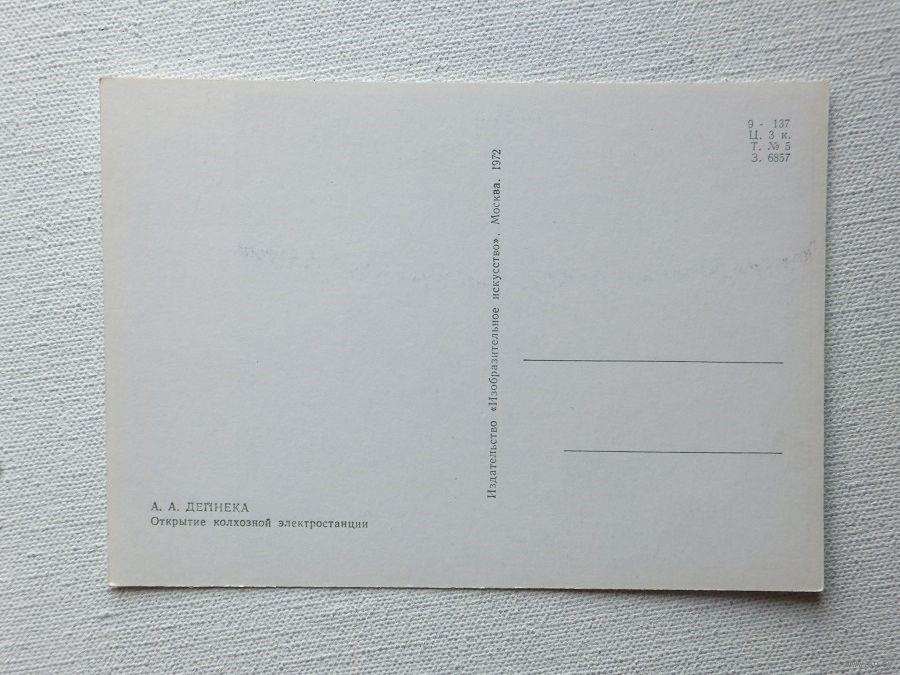 9 - 137
Ц. 3 к.
Т. № 5
З. 6857
Издательство «Изобразительное искусство». Москва. 1972
А. А. ДЕЙНЕКА
Открытие колхозной электростанции